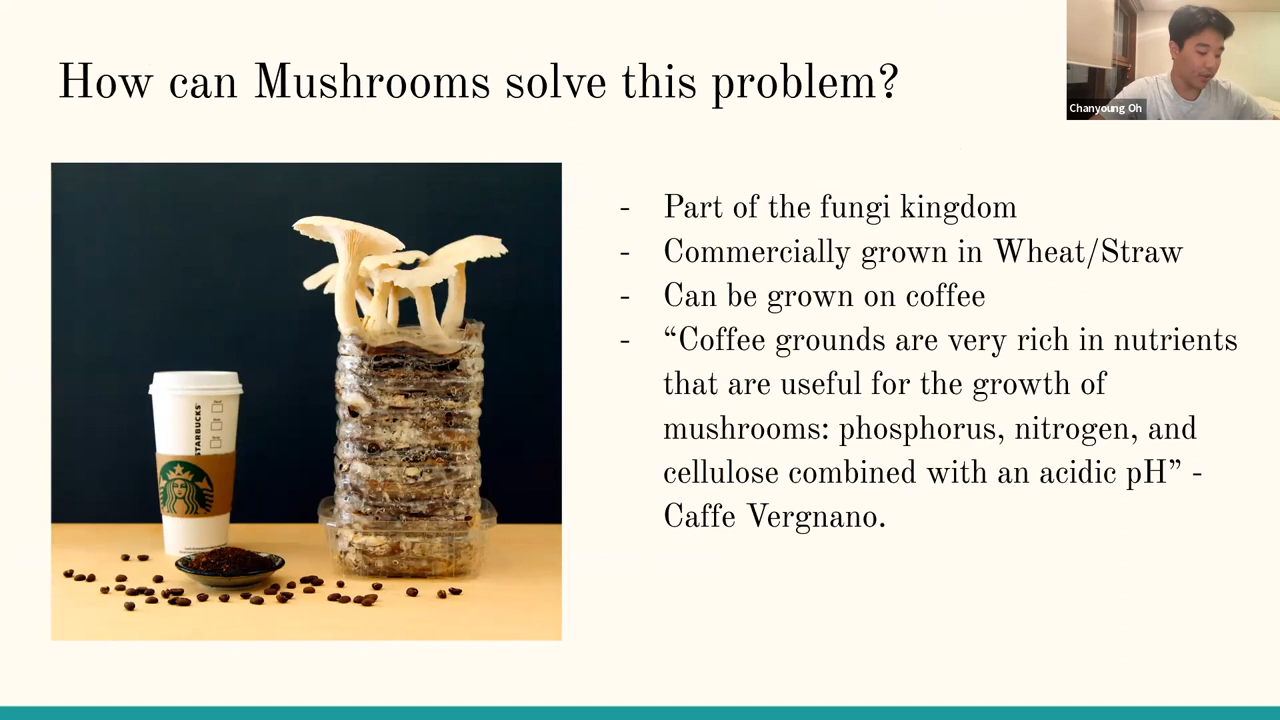 How can Mushrooms solve this problem?
Chanyoung Oh
- Part of the fungi kingdom
- Commercially grown in Wheat/Straw
- Can be grown on coffee
- “Coffee grounds are very rich in nutrients
that are useful for the growth of
mushrooms: phosphorus, nitrogen, and
cellulose combined with an acidic pH” -
Caffe Vergnano.
STARBUCKS